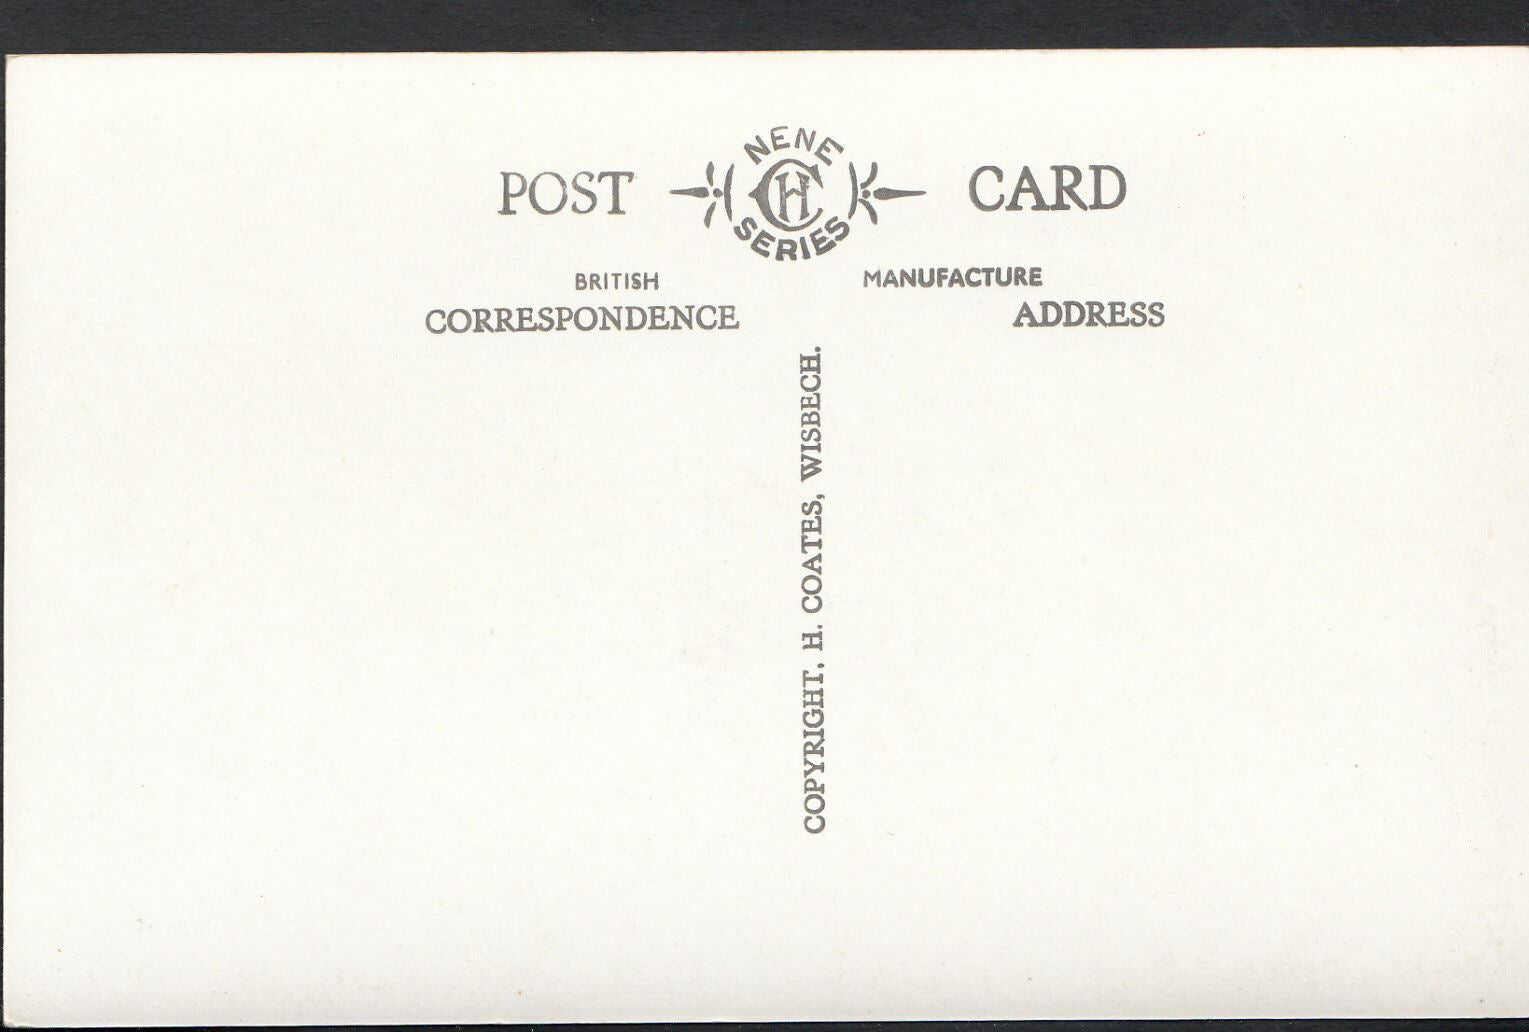 POST NENE CH SERIES CARD
BRITISH MANUFACTURE
CORRESPONDENCE ADDRESS
COPYRIGHT. H. COATES, WISBECH.